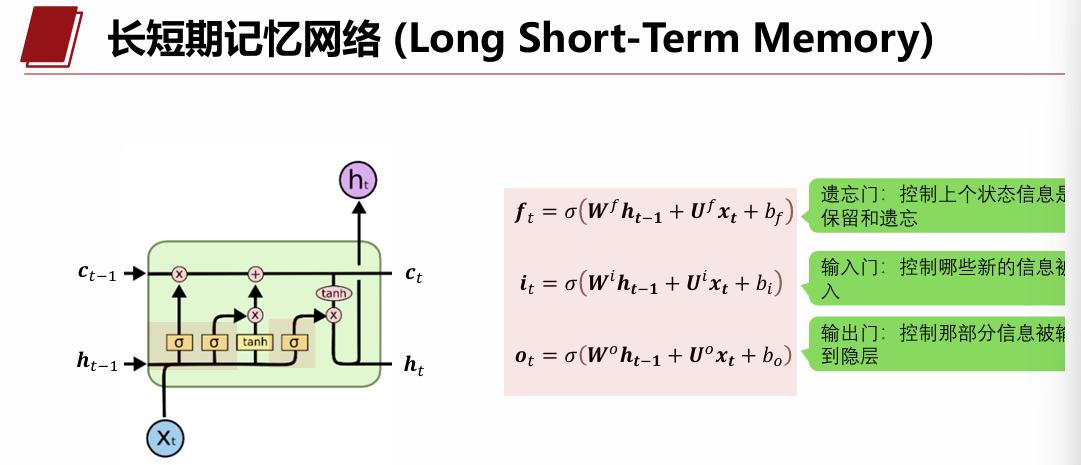 长短期记忆网络 (Long Short-Term Memory)
h_t
c_{t-1}
x
+
c_t
tanh
x
x
σ
σ
tanh
σ
h_{t-1}
h_t
x_t
f_t = σ(W^f h_{t-1} + U^f x_t + b_f)
遗忘门：控制上个状态信息是
保留和遗忘
i_t = σ(W^i h_{t-1} + U^i x_t + b_i)
输入门：控制哪些新的信息被
入
o_t = σ(W^o h_{t-1} + U^o x_t + b_o)
输出门：控制那部分信息被输
到隐层